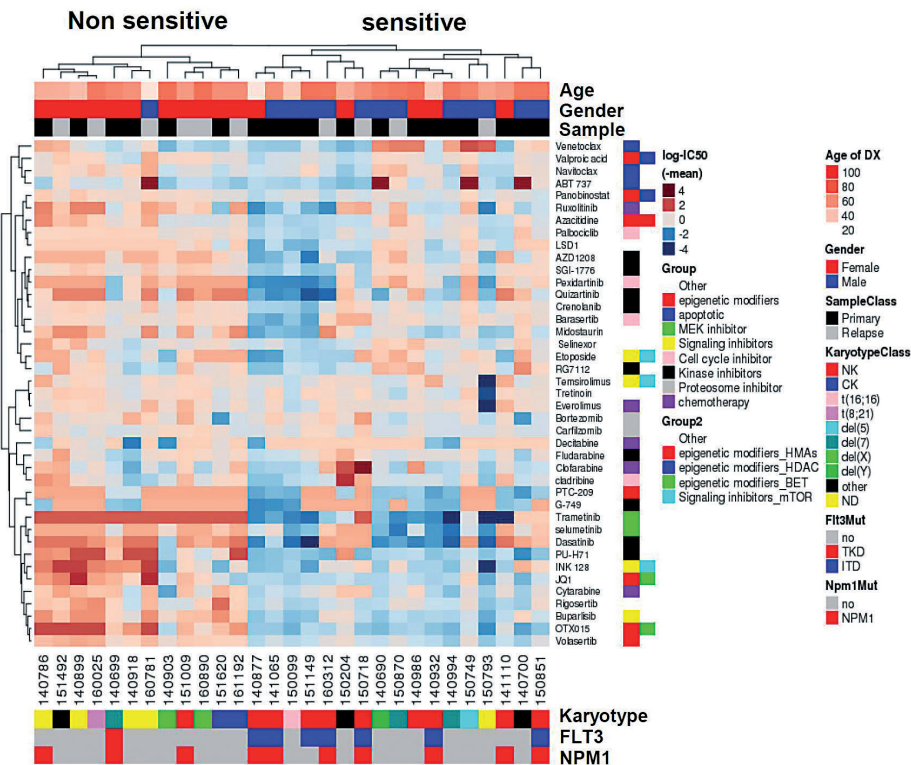 Non sensitive
sensitive
Age
Gender
Sample
Venetoclax
Valproic acid
Navitoclax
ABT 737
Panobinostat
Ruxolitinib
Azacitidine
Palbociclib
LSD1
AZD1208
SGI-1776
Pexidartinib
Quizartinib
Crenolanib
Barasertib
Midostaurin
Selinexor
Etoposide
RG7112
Temsirolimus
Tretinoin
Everolimus
Bortezomib
Carfilzomib
Decitabine
Fludarabine
Clofarabine
cladribine
PTC-209
G-749
Trametinib
selumetinib
Dasatinib
PU-H71
INK 128
JQ1
Cytarabine
Rigosertib
Buparlisib
OTX015
Volasertib
log-IC50
(-mean)
4
2
0
-2
-4
Group
Other
epigenetic modifiers
apoptotic
MEK inhibitor
Signaling inhibitors
Cell cycle inhibitor
Kinase inhibitors
Proteosome inhibitor
chemotherapy
Group2
Other
epigenetic modifiers_HMAs
epigenetic modifiers_HDAC
epigenetic modifiers_BET
Signaling inhibitors_mTOR
Age of DX
100
80
60
40
20
Gender
Female
Male
SampleClass
Primary
Relapse
KaryotypeClass
NK
CK
t(16;16)
t(8;21)
del(5)
del(7)
del(X)
del(Y)
other
ND
Flt3Mut
no
TKD
ITD
Npm1Mut
no
NPM1
140786
151492
140899
160025
140699
140918
160781
140903
151009
160890
151620
161192
140877
141065
150099
151149
160312
150204
150718
140690
150870
140986
140932
140994
150749
150793
141110
140700
150851
Karyotype
FLT3
NPM1